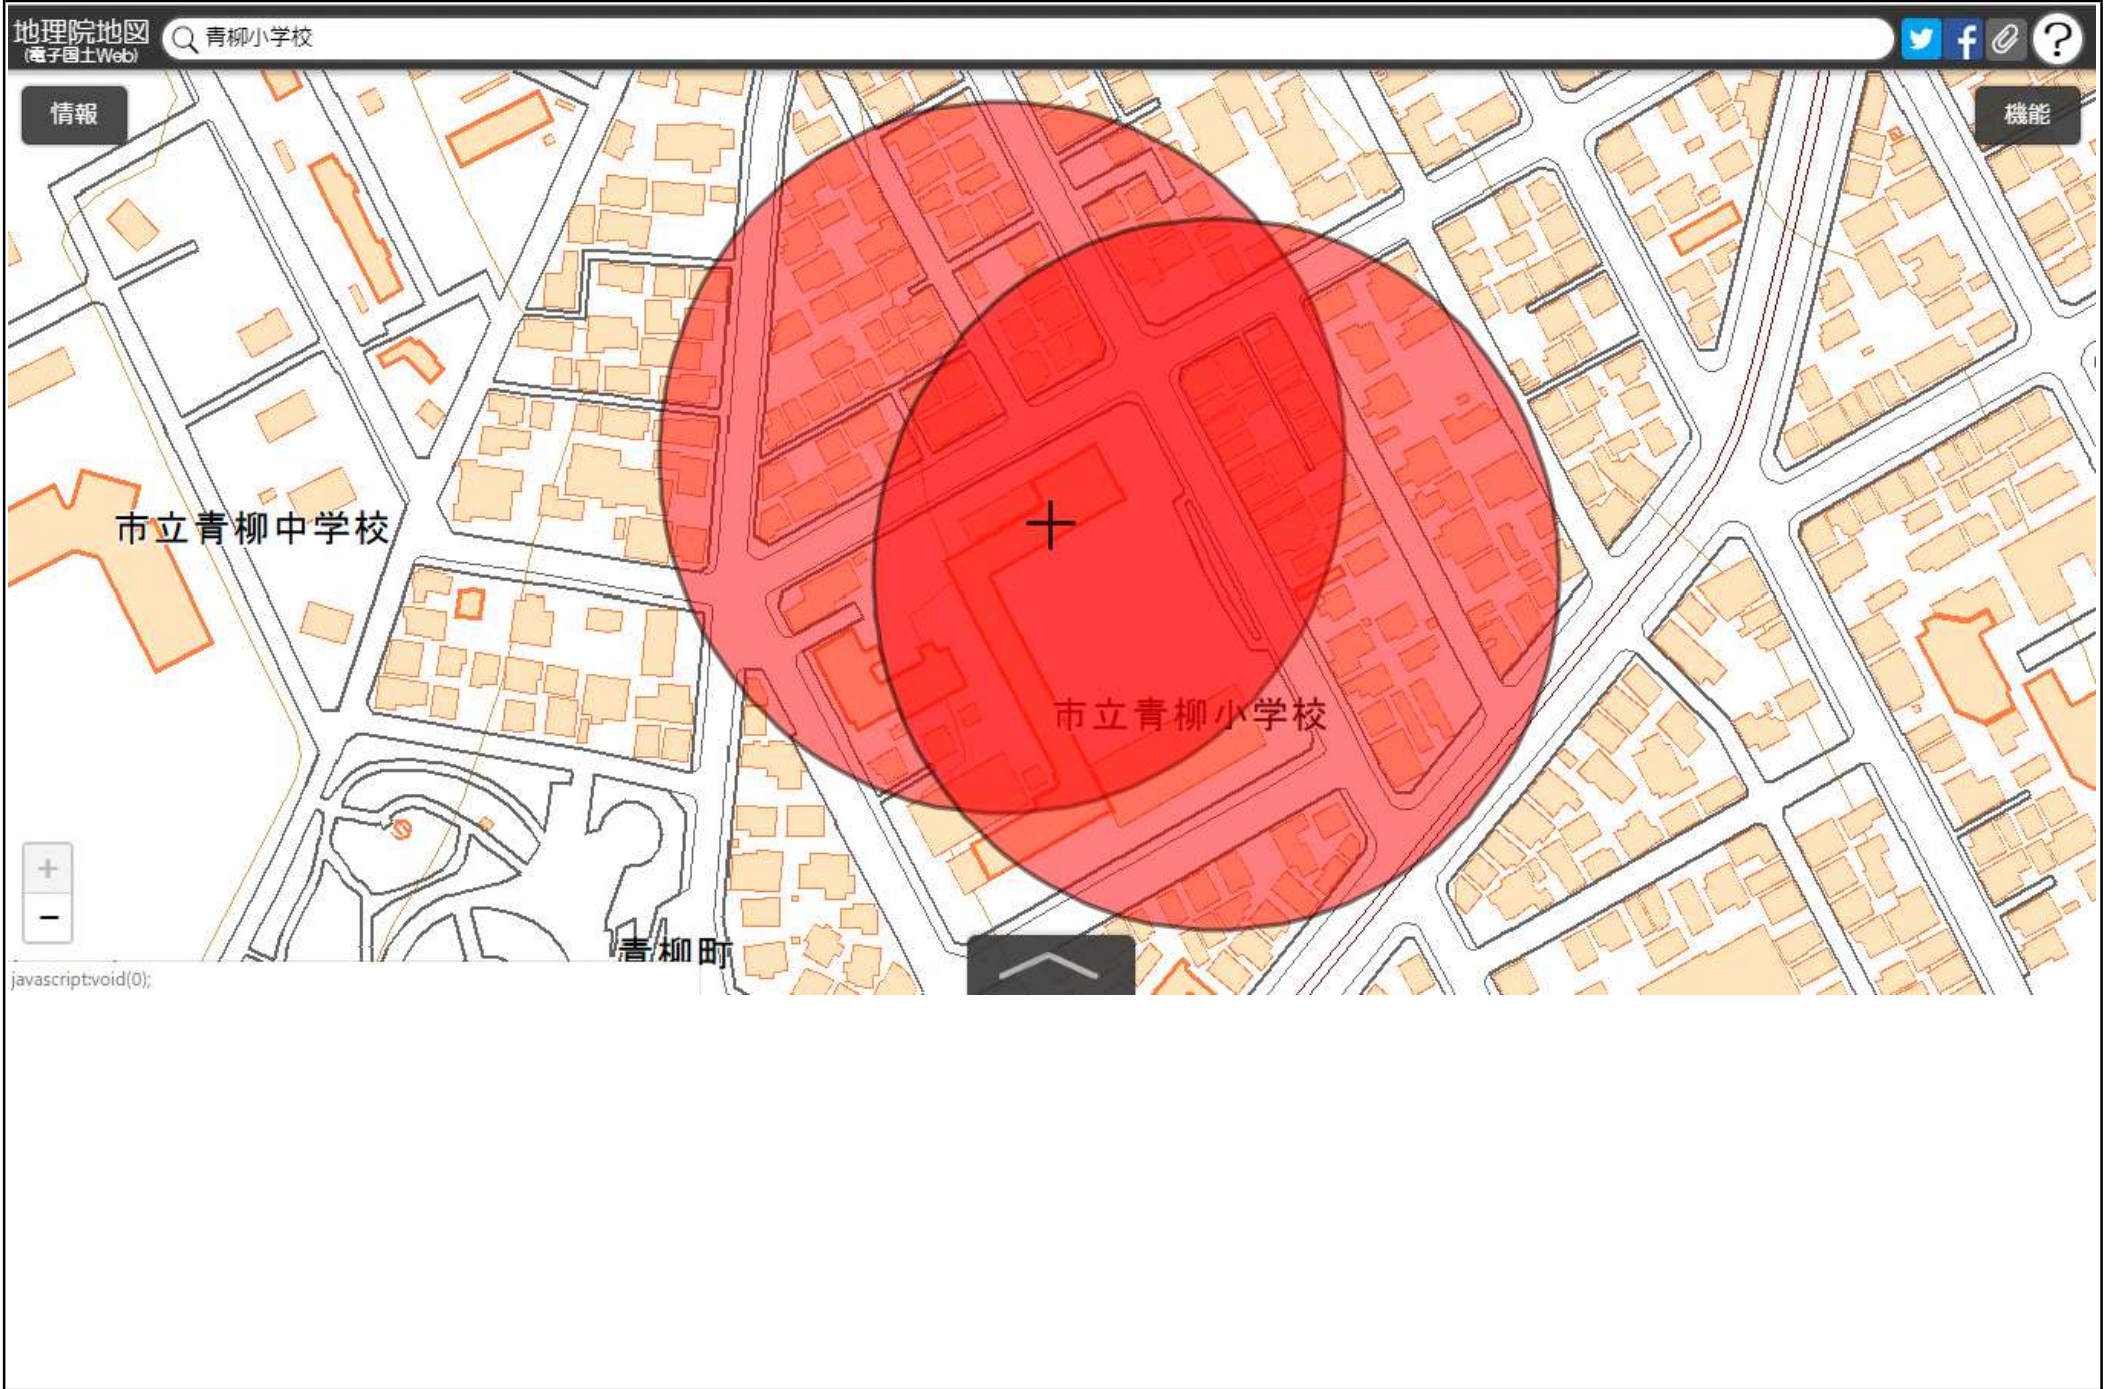 地理院地図
(電子国土Web)
青柳小学校
?
情報
機能
市立青柳中学校
市立青柳小学校
+
−
青柳町
javascript:void(0);